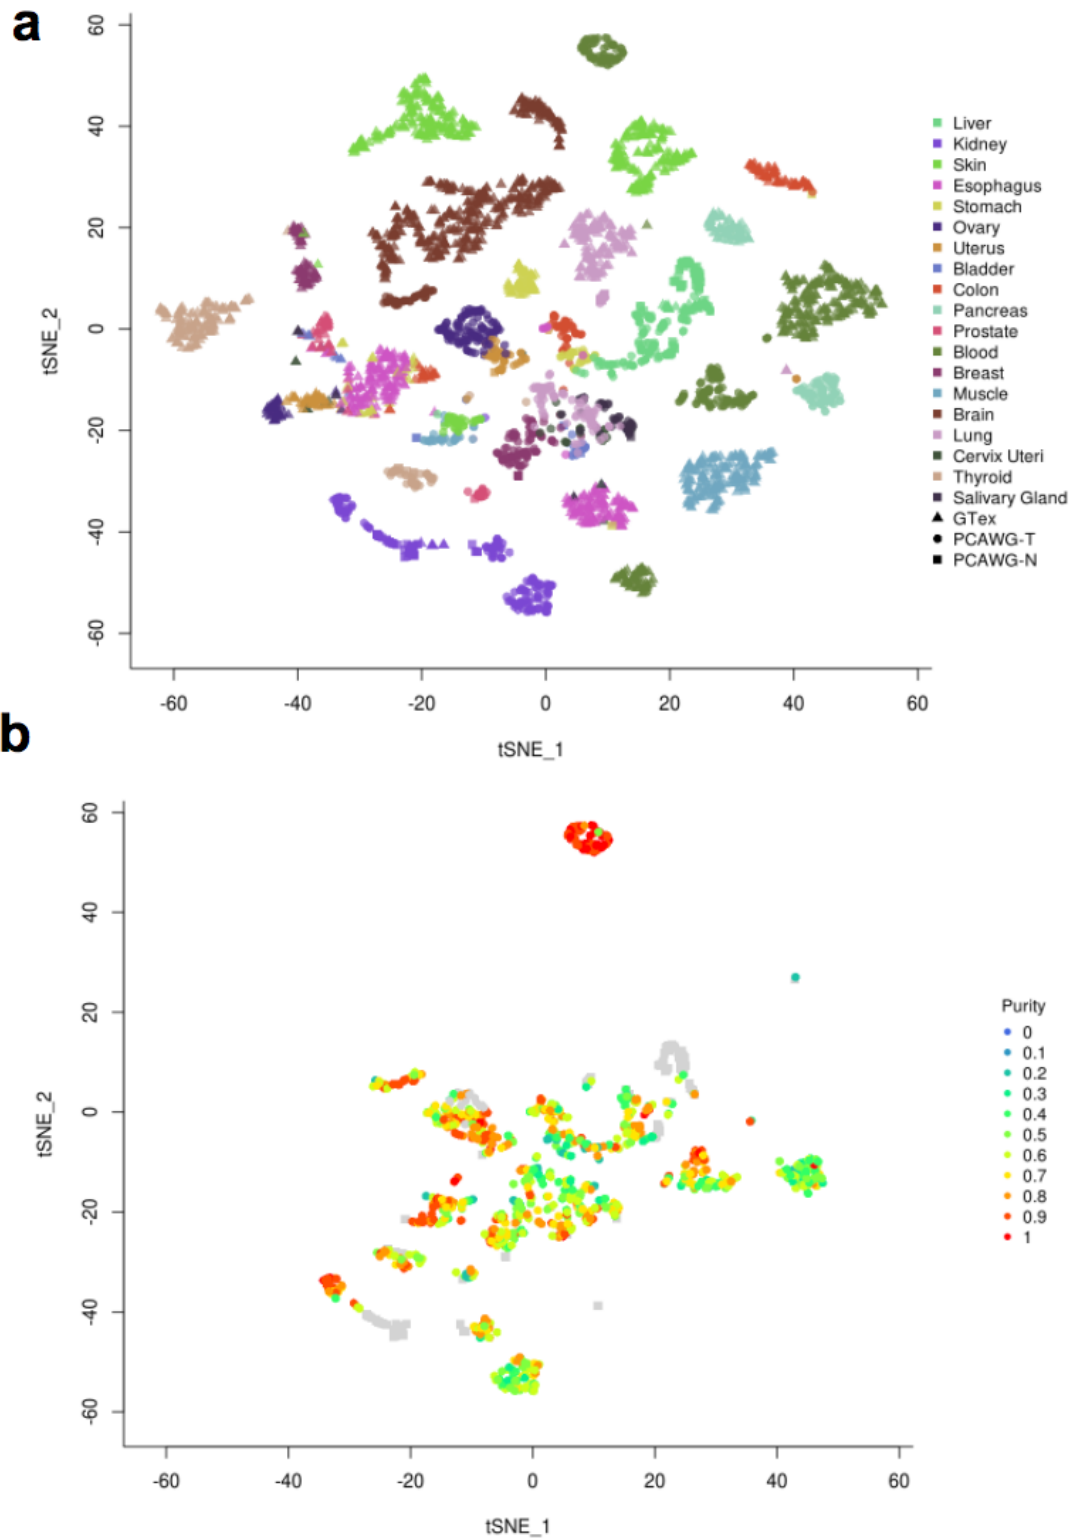 a
60
40
20
0
-20
-40
-60
tSNE_2
-60 -40 -20 0 20 40 60
tSNE_1
Liver
Kidney
Skin
Esophagus
Stomach
Ovary
Uterus
Bladder
Colon
Pancreas
Prostate
Blood
Breast
Muscle
Brain
Lung
Cervix Uteri
Thyroid
Salivary Gland
GTex
PCAWG-T
PCAWG-N
b
60
40
20
0
-20
-40
-60
tSNE_2
-60 -40 -20 0 20 40 60
tSNE_1
Purity
0
0.1
0.2
0.3
0.4
0.5
0.6
0.7
0.8
0.9
1